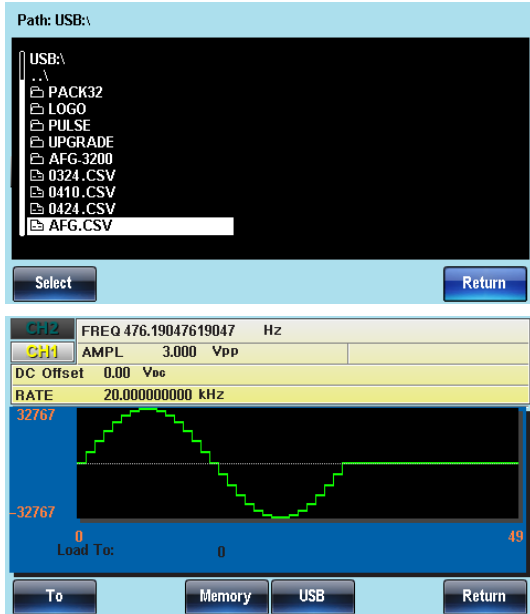 Path: USB:\
USB:\
..\
PACK32
LOGO
PULSE
UPGRADE
AFG-3200
0324.CSV
0410.CSV
0424.CSV
AFG.CSV
Select Return
CH2 FREQ 476.19047619047 Hz
CH1 AMPL 3.000 Vpp
DC Offset 0.00 VDC
RATE 20.000000000 kHz
32767
-32767
0 49
Load To: 0
To Memory USB Return